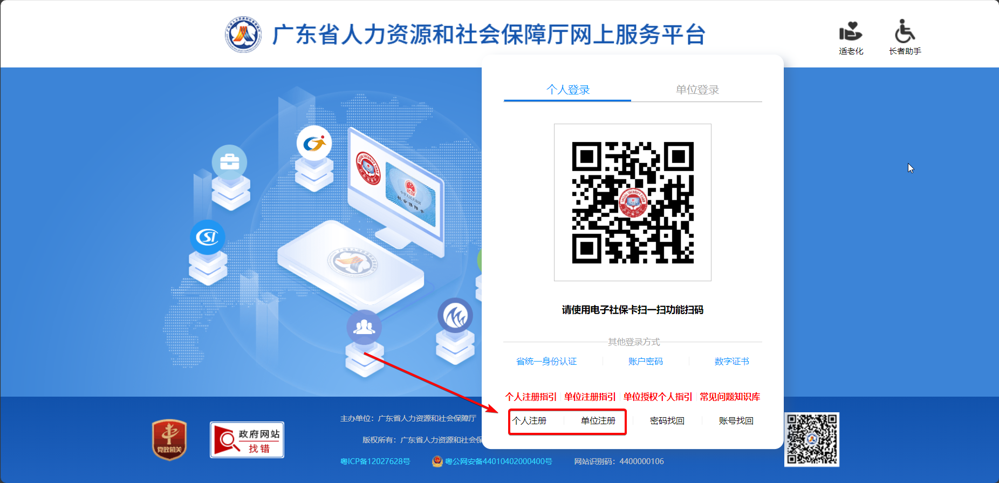 广东省人力资源和社会保障厅网上服务平台
适老化
长者助手
个人登录 单位登录
请使用电子社保卡扫一扫功能扫码
其他登录方式
省统一身份认证 账户密码 数字证书
个人注册指引 单位注册指引 单位授权个人指引 常见问题知识库
个人注册 单位注册 密码找回 账号找回
党政机关
政府网站
找错
主办单位：广东省人力资源和社会保障厅
版权所有：广东省人力资源和社会保
粤ICP备12027628号 粤公网安备44010402000400号 网站识别码：4400000106